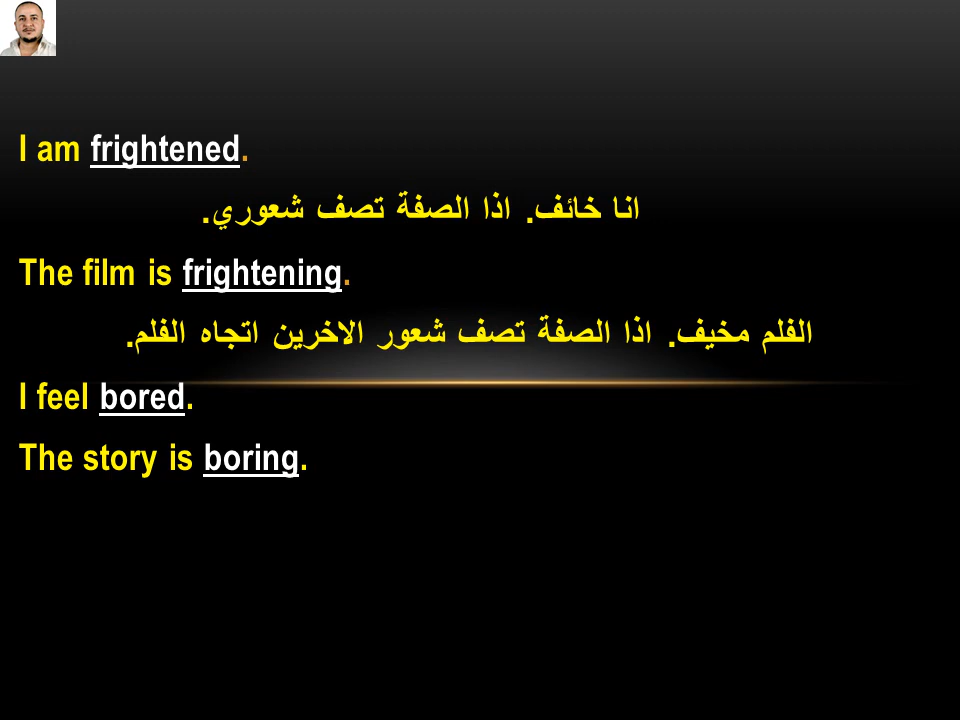 I am frightened.
انا خائف. اذا الصفة تصف شعوري.
The film is frightening.
الفلم مخيف. اذا الصفة تصف شعور الاخرين اتجاه الفلم.
I feel bored.
The story is boring.